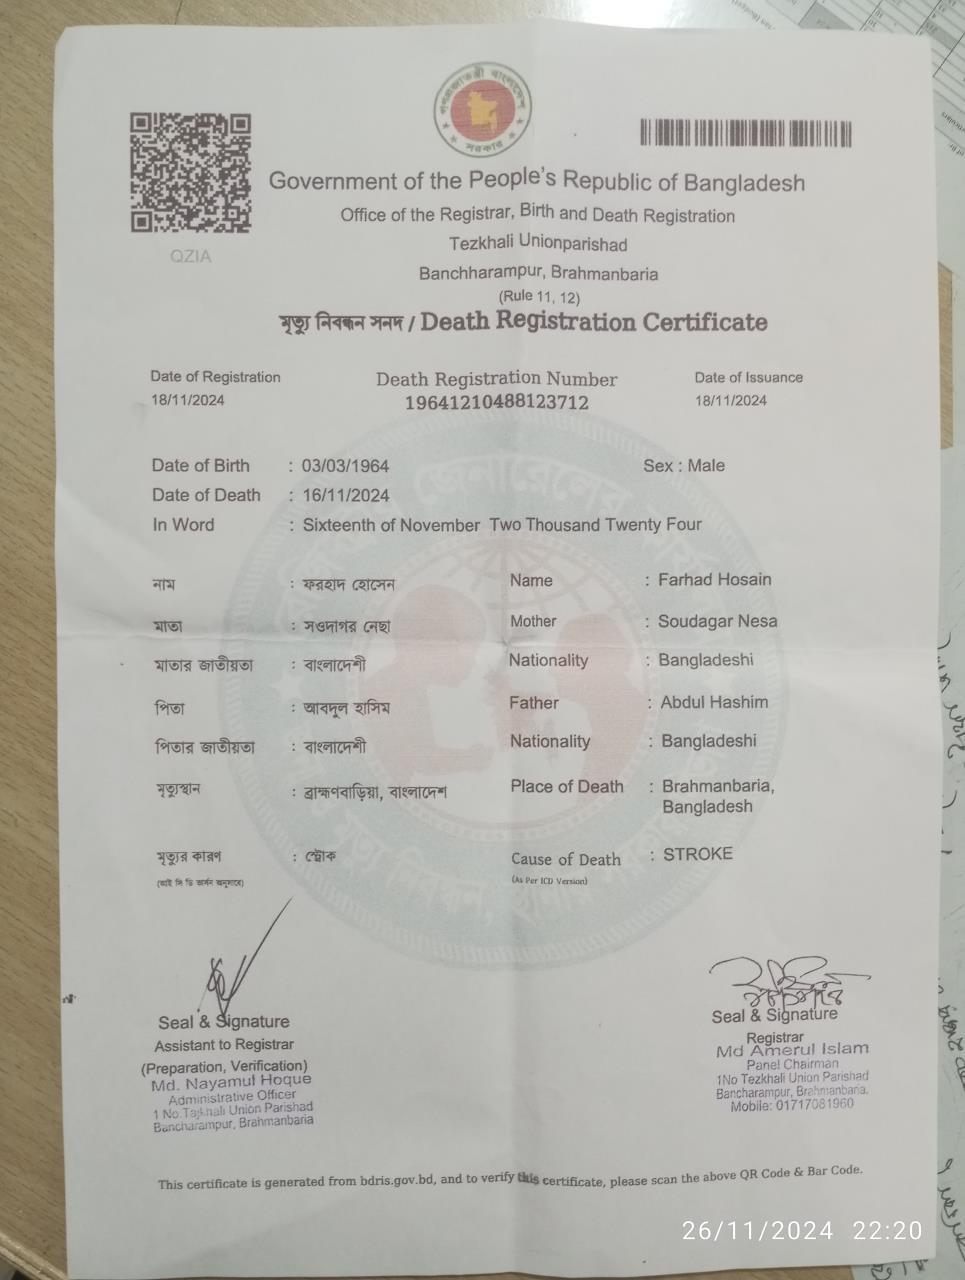 গণপ্রজাতন্ত্রী বাংলাদেশ
সরকার
QZIA
Government of the People's Republic of Bangladesh
Office of the Registrar, Birth and Death Registration
Tezkhali Unionparishad
Banchharampur, Brahmanbaria
(Rule 11, 12)
মৃত্যু নিবন্ধন সনদ / Death Registration Certificate
Date of Registration Death Registration Number Date of Issuance
18/11/2024 19641210488123712 18/11/2024
Date of Birth : 03/03/1964 Sex : Male
Date of Death : 16/11/2024
In Word : Sixteenth of November Two Thousand Twenty Four
নাম : ফরহাদ হোসেন Name : Farhad Hosain
মাতা : সওদাগর নেছা Mother : Soudagar Nesa
মাতার জাতীয়তা : বাংলাদেশী Nationality : Bangladeshi
পিতা : আবদুল হাসিম Father : Abdul Hashim
পিতার জাতীয়তা : বাংলাদেশী Nationality : Bangladeshi
মৃত্যুস্থান : ব্রাহ্মণবাড়িয়া, বাংলাদেশ Place of Death : Brahmanbaria,
Bangladesh
মৃত্যুর কারণ : স্ট্রোক Cause of Death : STROKE
(আই সি ডি ভার্সন অনুসারে) (As Per ICD Version)
Seal & Signature
Assistant to Registrar
(Preparation, Verification)
Md. Nayamul Hoque
Administrative Officer
1 No.Tajkhali Union Parishad
Bancharampur, Brahmanbaria
Seal & Signature
Registrar
Md Amerul Islam
Panel Chairman
1No Tezkhali Union Parishad
Bancharampur, Brahmanbaria.
Mobile: 01717081960
This certificate is generated from bdris.gov.bd, and to verify this certificate, please scan the above QR Code & Bar Code.
26/11/2024 22:20